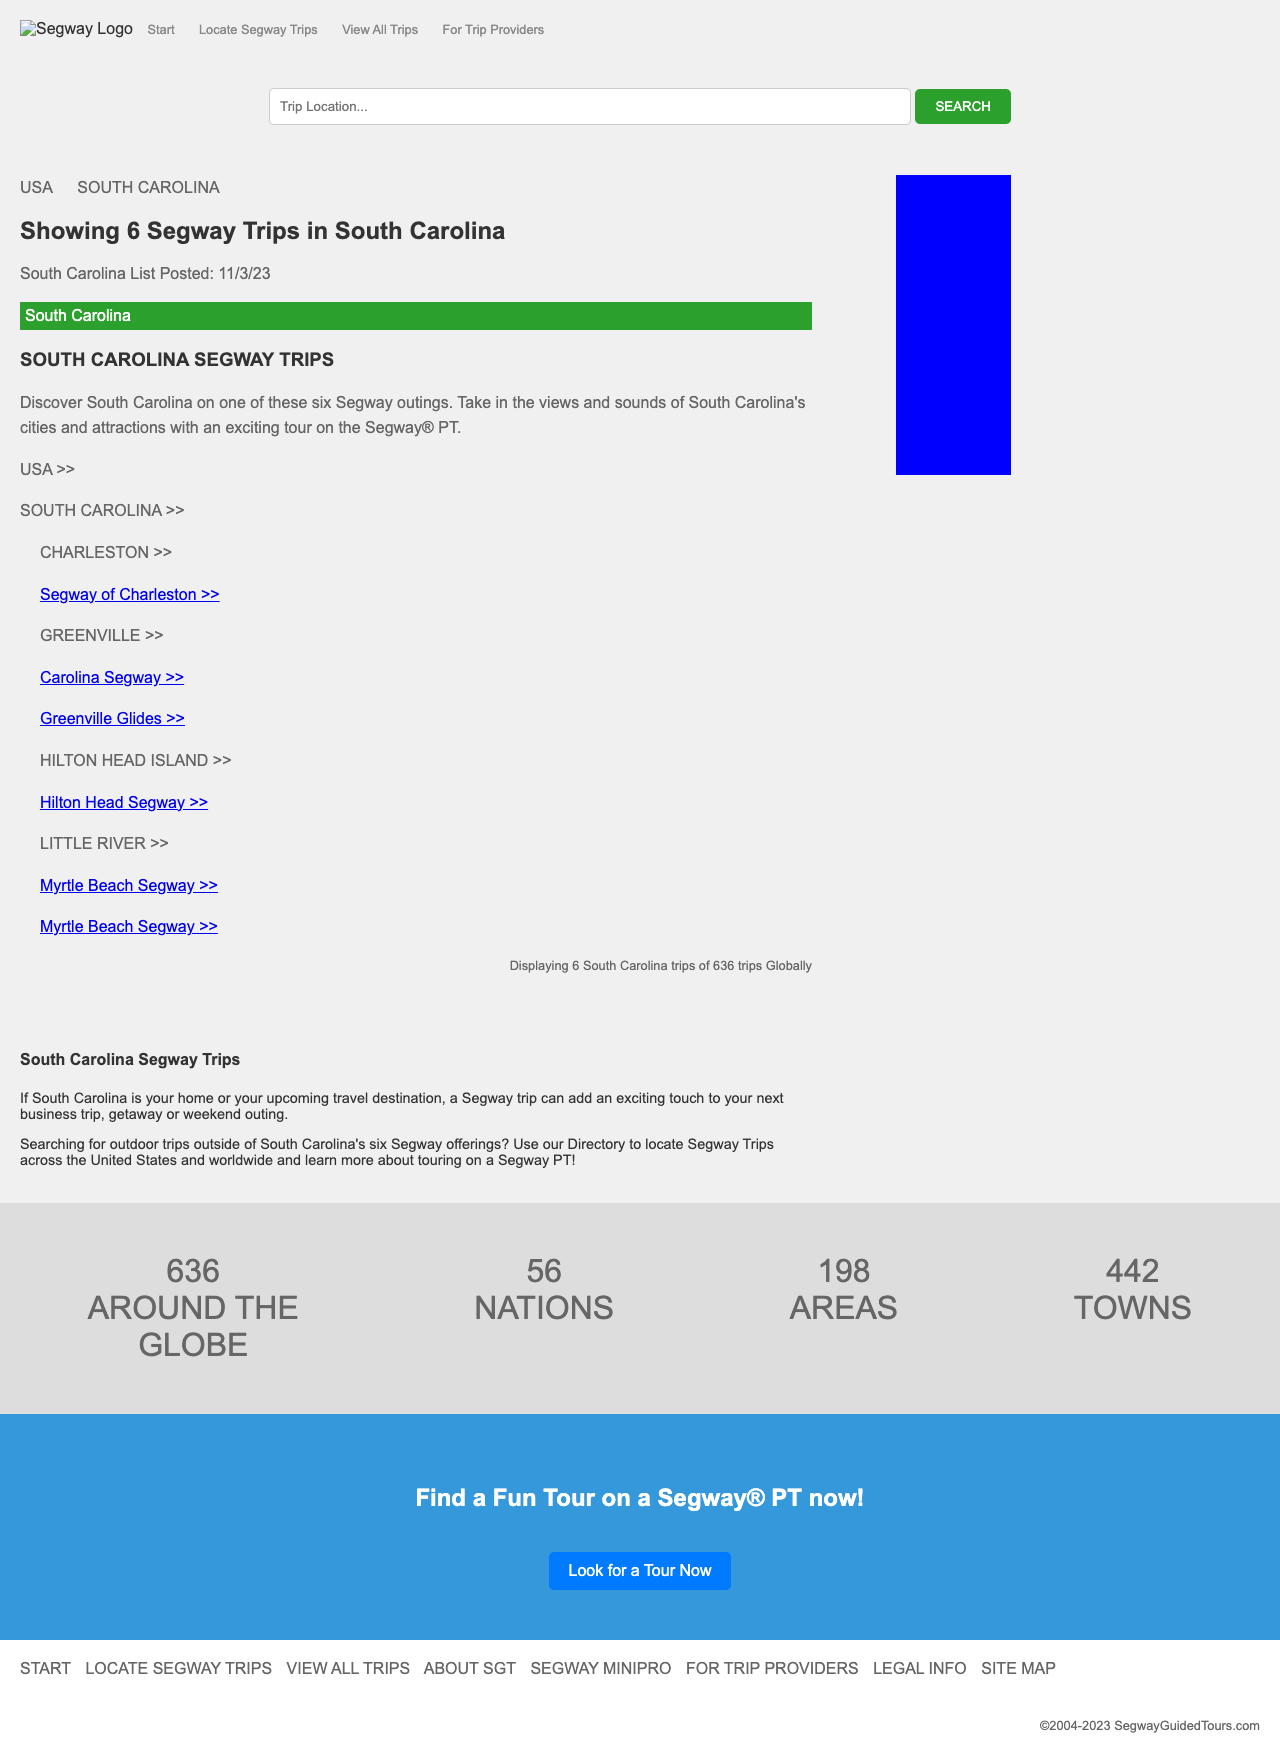 Segway Logo Start Locate Segway Trips View All Trips For Trip Providers
Trip Location... SEARCH
USA SOUTH CAROLINA
Showing 6 Segway Trips in South Carolina
South Carolina List Posted: 11/3/23
South Carolina
SOUTH CAROLINA SEGWAY TRIPS
Discover South Carolina on one of these six Segway outings. Take in the views and sounds of South Carolina's
cities and attractions with an exciting tour on the Segway® PT.
USA >>
SOUTH CAROLINA >>
CHARLESTON >>
Segway of Charleston >>
GREENVILLE >>
Carolina Segway >>
Greenville Glides >>
HILTON HEAD ISLAND >>
Hilton Head Segway >>
LITTLE RIVER >>
Myrtle Beach Segway >>
Myrtle Beach Segway >>
Displaying 6 South Carolina trips of 636 trips Globally
South Carolina Segway Trips
If South Carolina is your home or your upcoming travel destination, a Segway trip can add an exciting touch to your next
business trip, getaway or weekend outing.
Searching for outdoor trips outside of South Carolina's six Segway offerings? Use our Directory to locate Segway Trips
across the United States and worldwide and learn more about touring on a Segway PT!
636
AROUND THE
GLOBE
56
NATIONS
198
AREAS
442
TOWNS
Find a Fun Tour on a Segway® PT now!
Look for a Tour Now
START LOCATE SEGWAY TRIPS VIEW ALL TRIPS ABOUT SGT SEGWAY MINIPRO FOR TRIP PROVIDERS LEGAL INFO SITE MAP
©2004-2023 SegwayGuidedTours.com